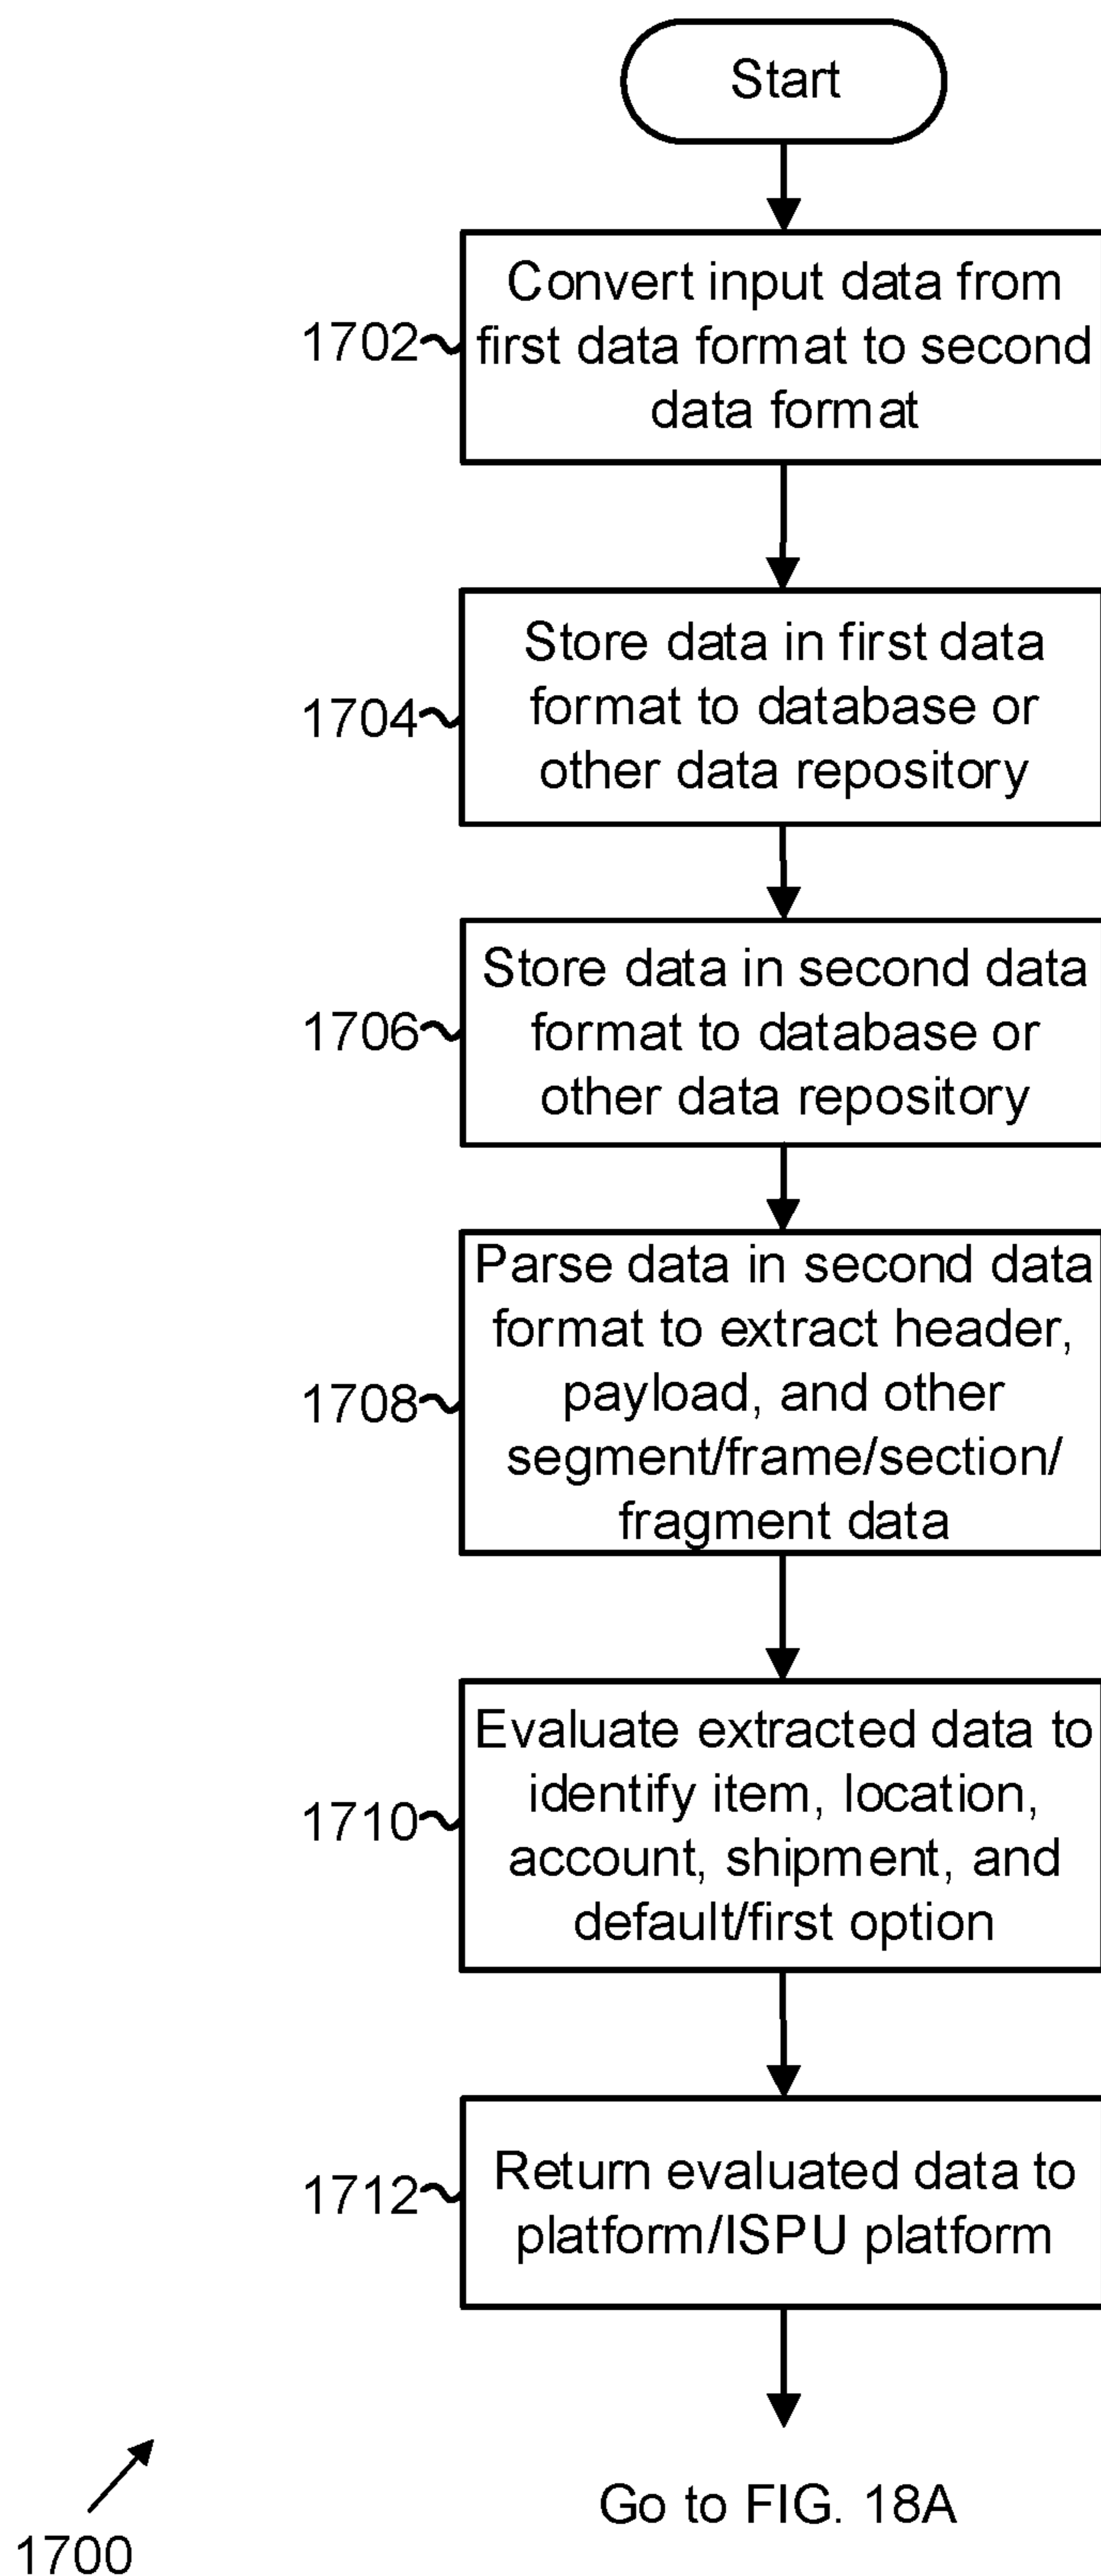 Start
Convert input data from
1702
first data format to second
data format
Store data in first data
1704
format to database or
other data repository
Store data in second data
1706
format to database or
other data repository
Parse data in second data
format to extract header,
1708
payload, and other
segment/frame/section/
fragment data
Evaluate extracted data to
identify item, location,
1710
account, shipment, and
default/first option
1712
Return evaluated data to
platform/ISPU platform
Go to FIG. 18A
1700